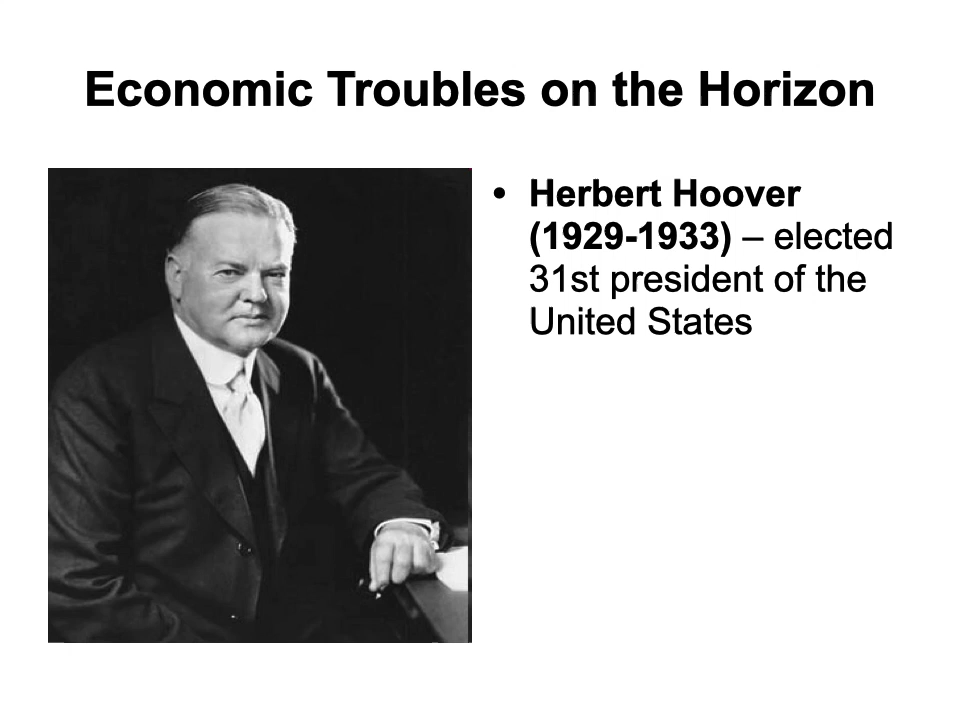 Economic Troubles on the Horizon
• Herbert Hoover
(1929-1933) – elected
31st president of the
United States